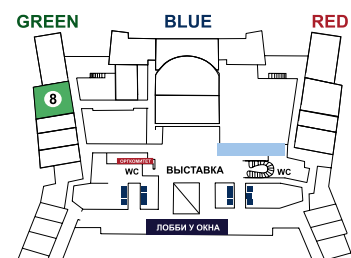 GREEN BLUE RED
8
ОРГКОМИТЕТ
WC ВЫСТАВКА WC
ЛОББИ У ОКНА